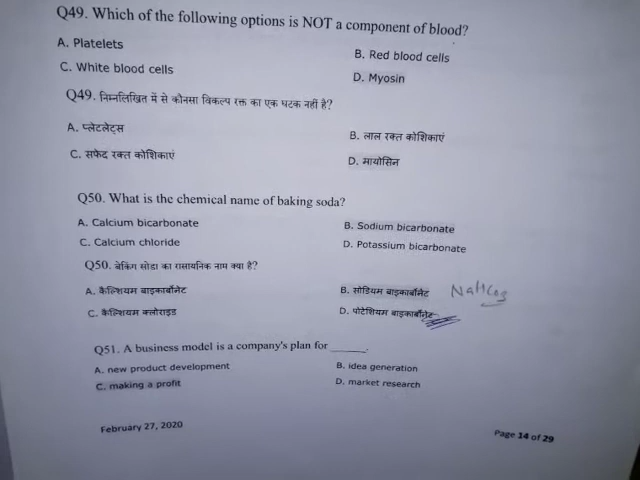 Q49. Which of the following options is NOT a component of blood?
A. Platelets
B. Red blood cells
C. White blood cells
D. Myosin
Q49. निम्नलिखित में से कौनसा विकल्प रक्त का एक घटक नहीं है?
A. प्लेटलेट्स
B. लाल रक्त कोशिकाएं
C. सफेद रक्त कोशिकाएं
D. मायोसिन
Q50. What is the chemical name of baking soda?
A. Calcium bicarbonate
B. Sodium bicarbonate
C. Calcium chloride
D. Potassium bicarbonate
Q50. बेकिंग सोडा का रासायनिक नाम क्या है?
A. कैल्शियम बाइकार्बोनेट
B. सोडियम बाइकार्बोनेट NaHCO3
C. कैल्शियम क्लोराइड
D. पोटेशियम बाइकार्बोनेट
Q51. A business model is a company's plan for ______.
A. new product development
B. idea generation
C. making a profit
D. market research
February 27, 2020
Page 14 of 29